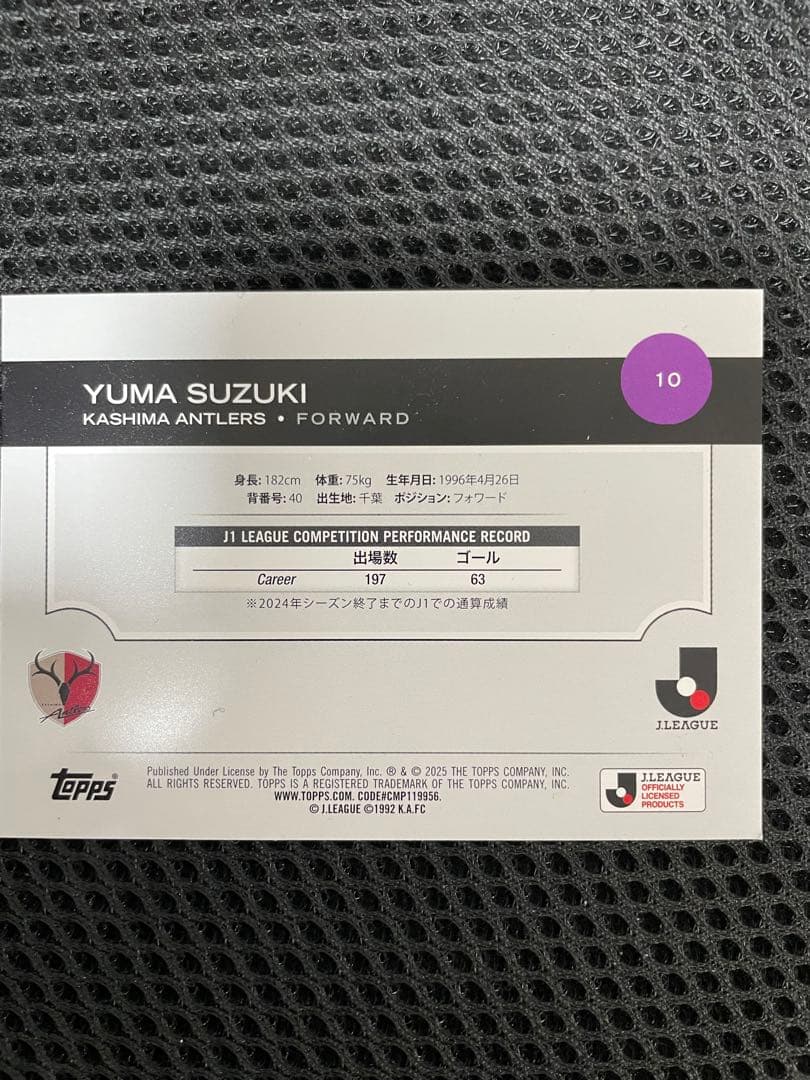 10
YUMA SUZUKI
KASHIMA ANTLERS • FORWARD
身長: 182cm 体重: 75kg 生年月日: 1996年4月26日
背番号: 40 出生地: 千葉 ポジション: フォワード
J1 LEAGUE COMPETITION PERFORMANCE RECORD
出場数 ゴール
Career 197 63
※2024年シーズン終了までのJ1での通算成績
Antlers
J.LEAGUE
topps®
Published Under License by The Topps Company, Inc. ® & © 2025 THE TOPPS COMPANY, INC.
ALL RIGHTS RESERVED. TOPPS IS A REGISTERED TRADEMARK OF THE TOPPS COMPANY, INC.
WWW.TOPPS.COM. CODE#CMP119956.
© J.LEAGUE ©1992 K.A.FC
J.LEAGUE
OFFICIALLY
LICENSED
PRODUCTS